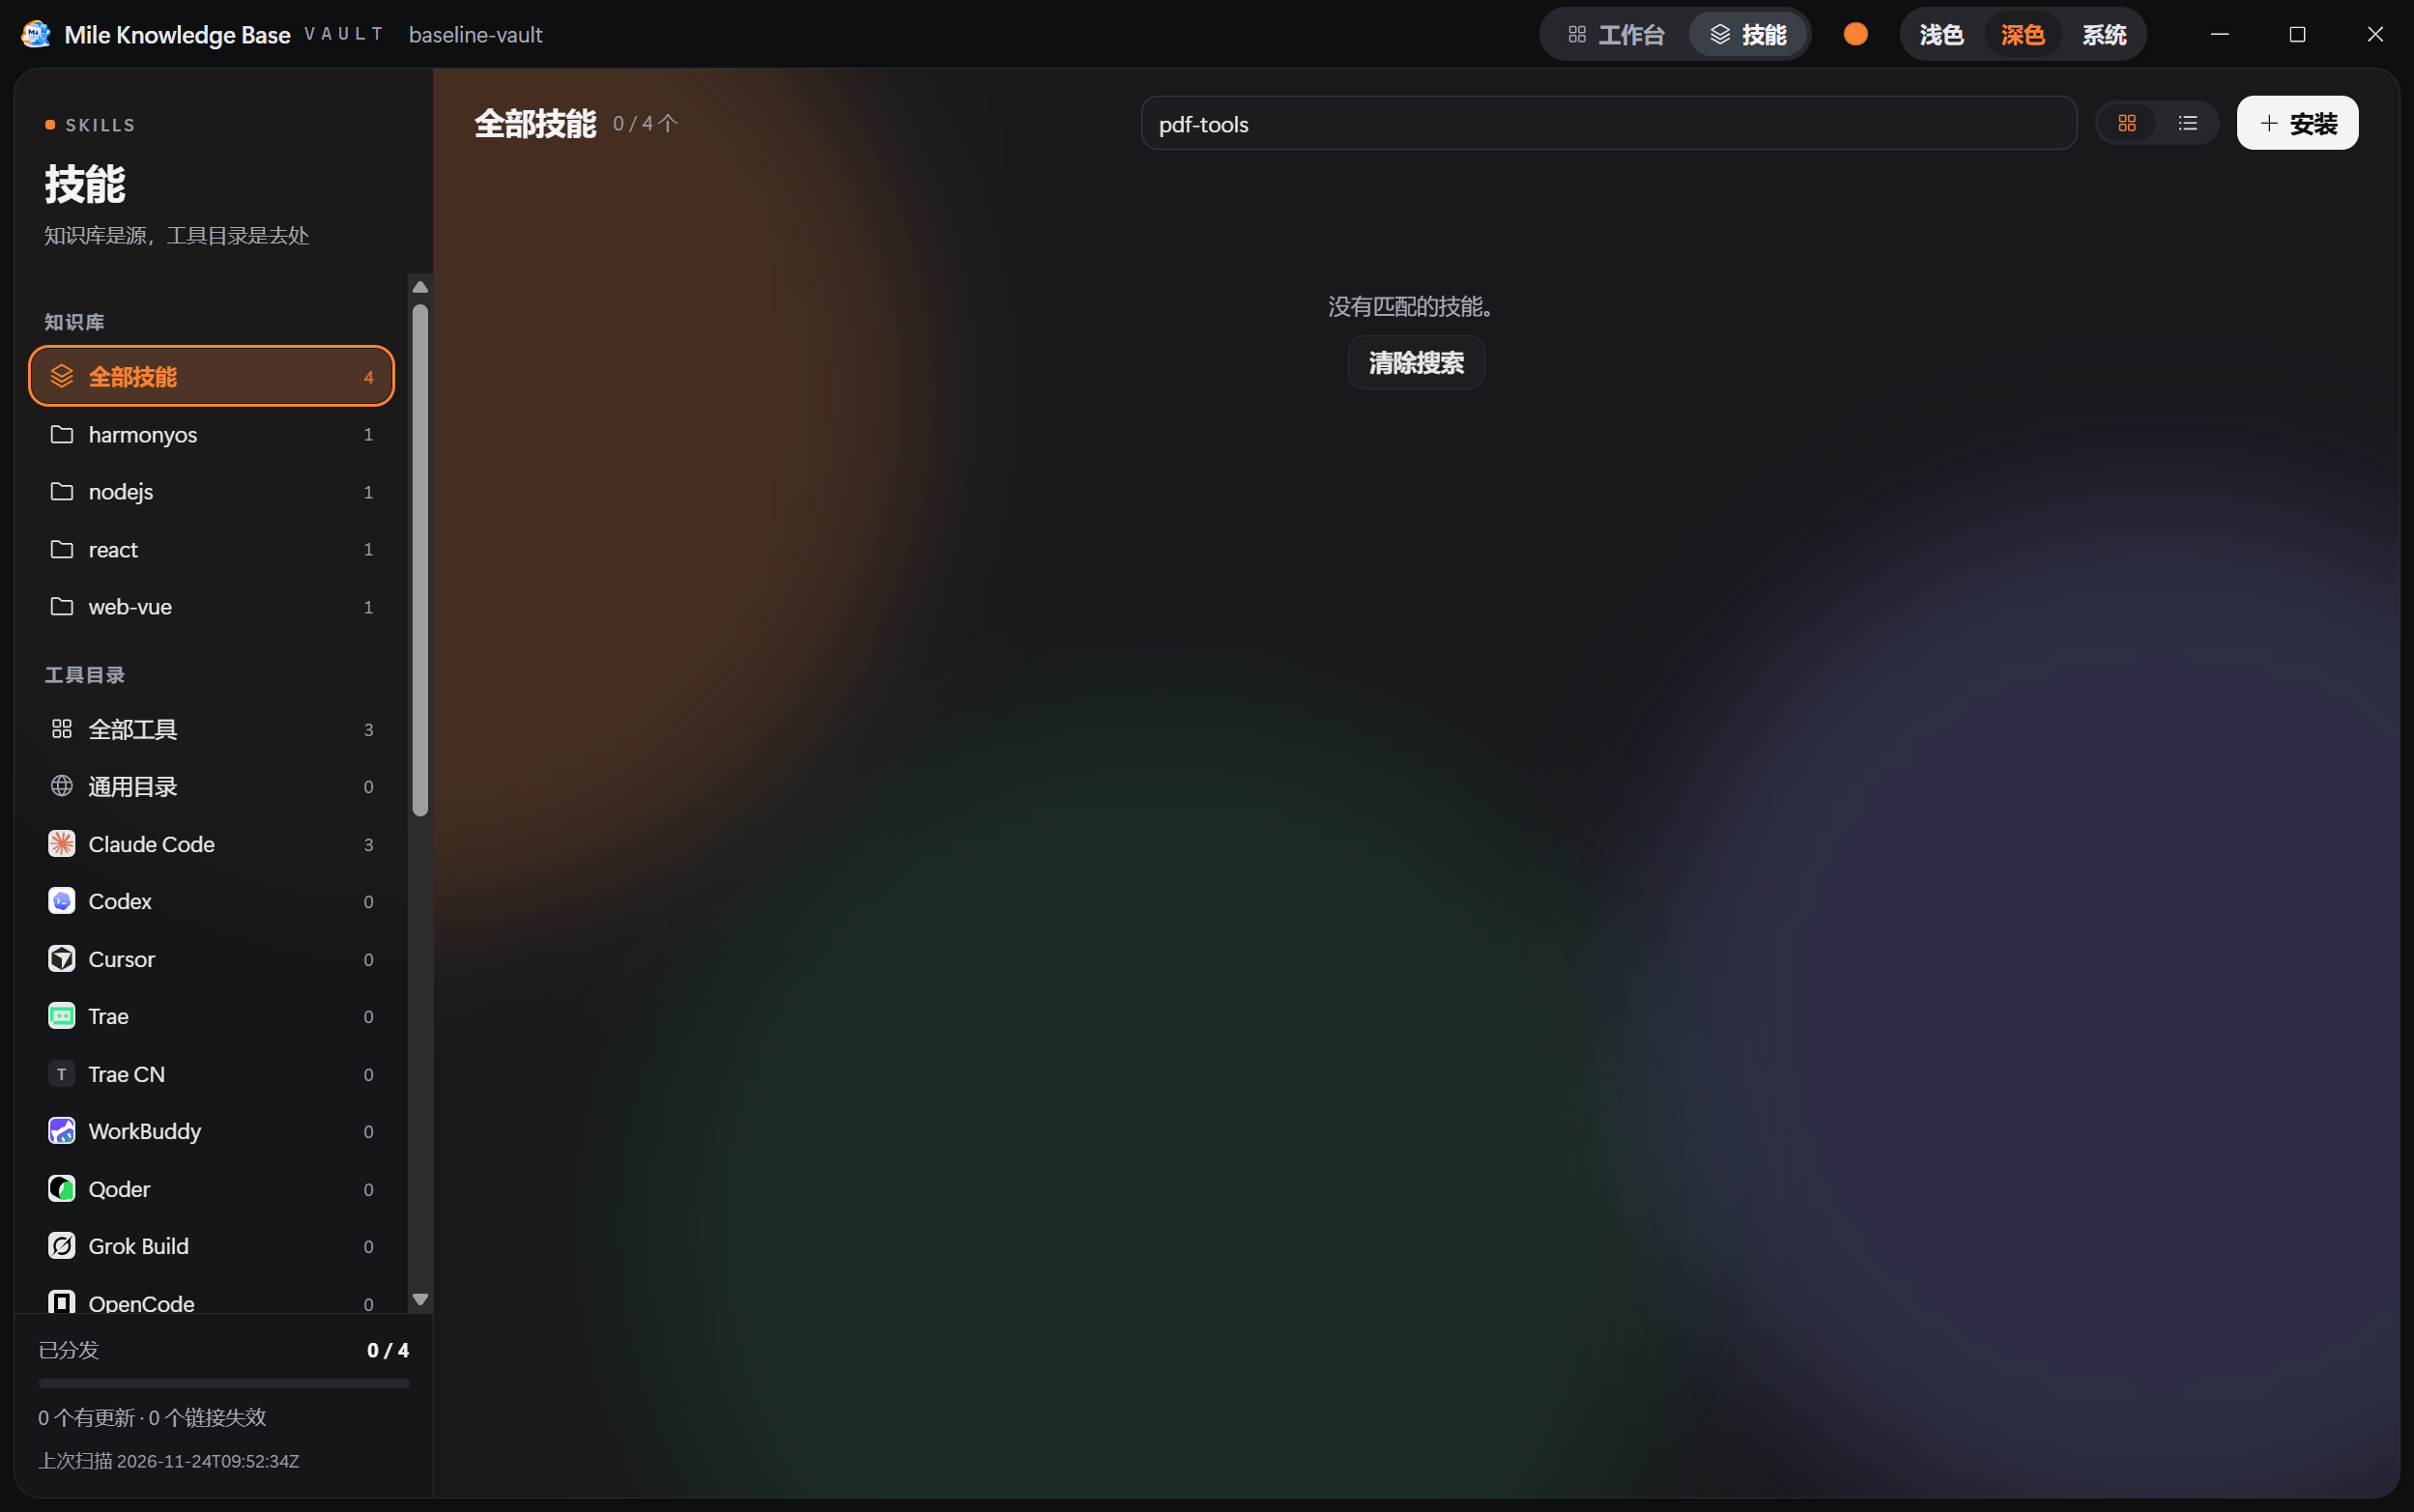 Mile Knowledge Base VAULT baseline-vault
工作台 技能 浅色 深色 系统
SKILLS
技能
知识库是源，工具目录是去处
知识库
全部技能 4
harmonyos 1
nodejs 1
react 1
web-vue 1
工具目录
全部工具 3
通用目录 0
Claude Code 3
Codex 0
Cursor 0
Trae 0
T Trae CN 0
WorkBuddy 0
Qoder 0
Grok Build 0
OpenCode 0
已分发 0 / 4
0 个有更新 · 0 个链接失效
上次扫描 2026-11-24T09:52:34Z
全部技能 0 / 4 个
pdf-tools
安装
没有匹配的技能。
清除搜索